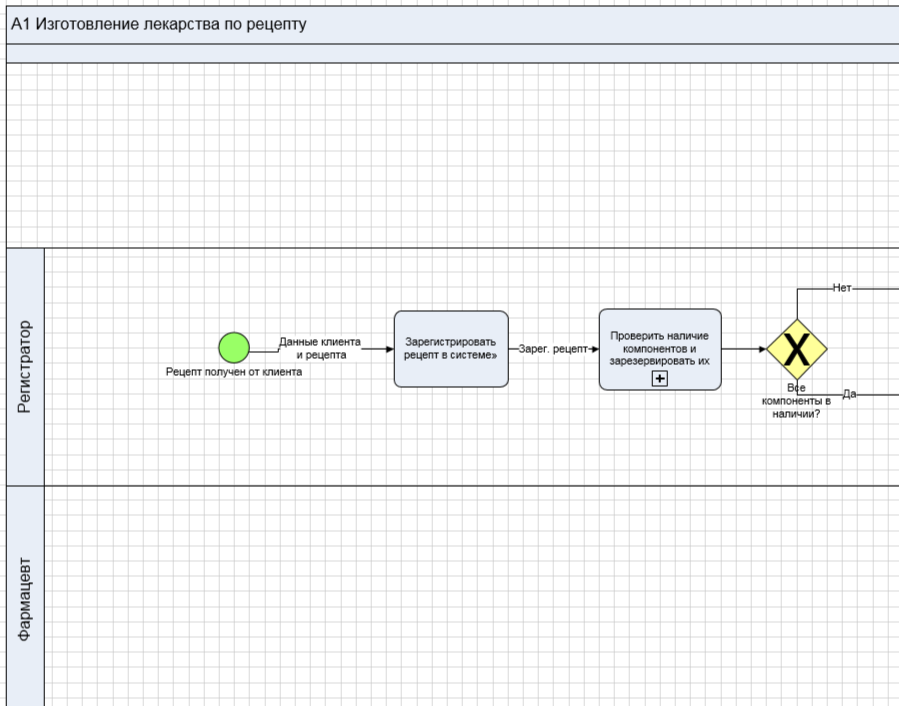 А1 Изготовление лекарства по рецепту
Регистратор
Рецепт получен от клиента
Данные клиента
и рецепта
Зарегистрировать
рецепт в системе»
Зарег. рецепт
Проверить наличие
компонентов и
зарезервировать их
Нет
Все
компоненты в
наличии?
Да
Фармацевт